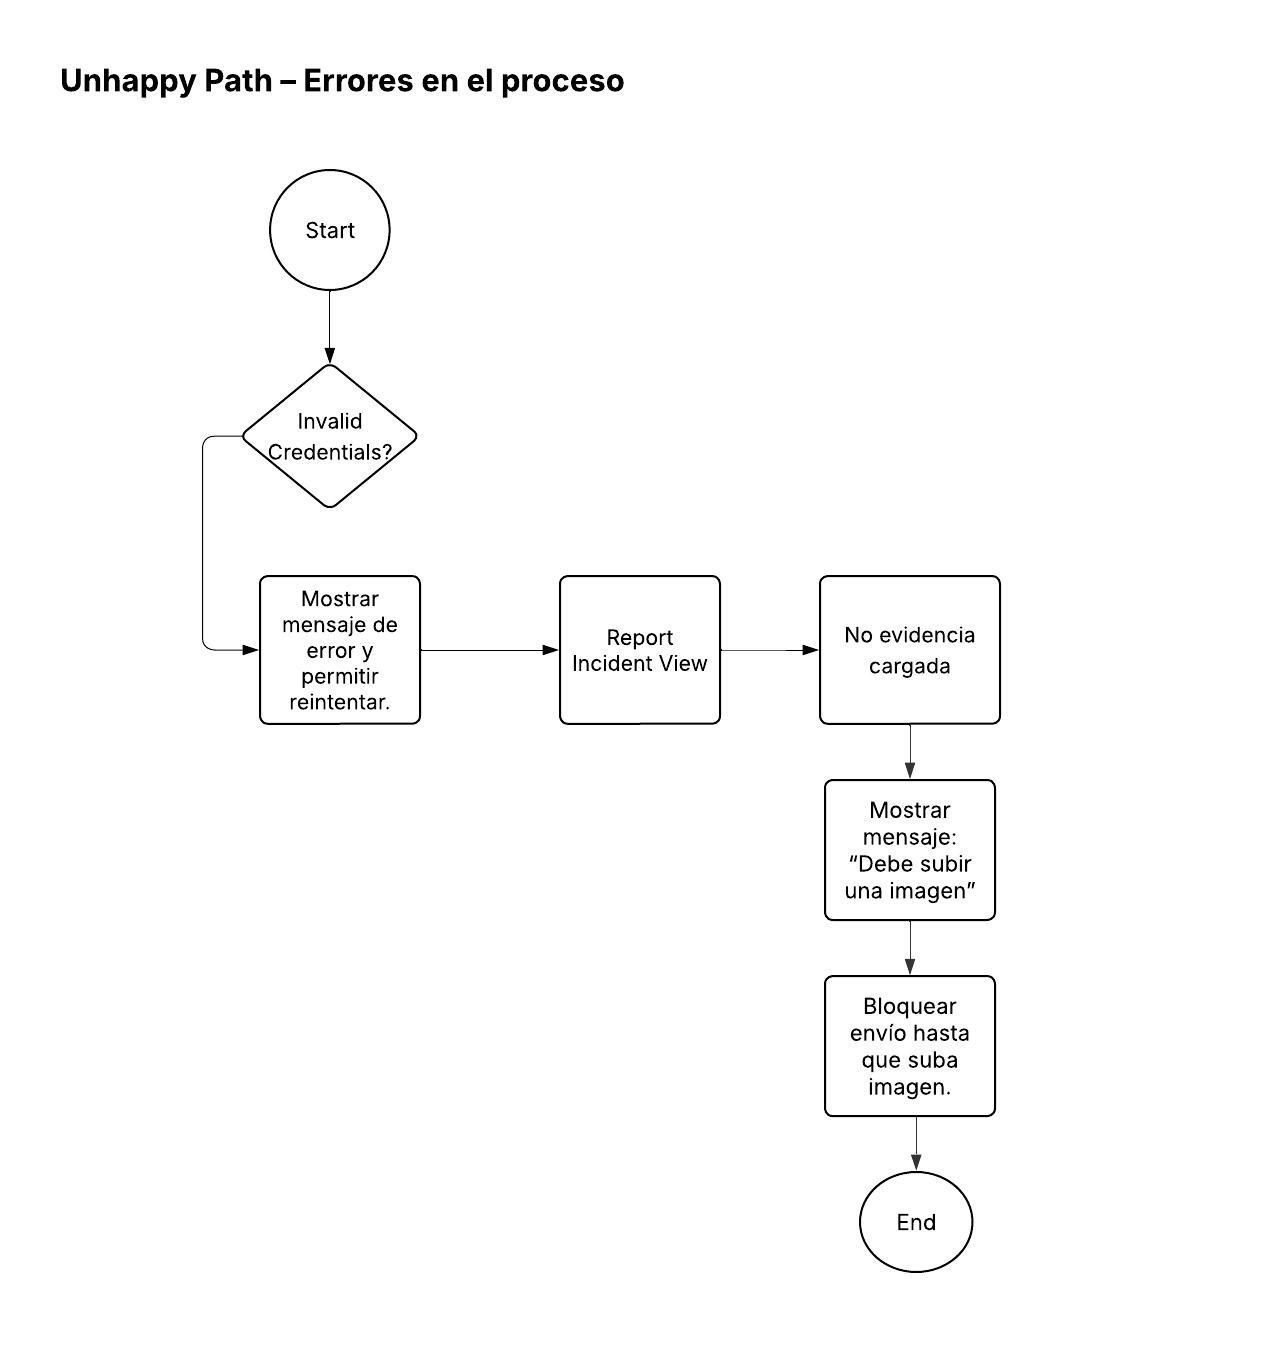 Unhappy Path – Errores en el proceso
Start
Invalid
Credentials?
Mostrar
mensaje de
error y
permitir
reintentar.
Report
Incident View
No evidencia
cargada
Mostrar
mensaje:
“Debe subir
una imagen”
Bloquear
envío hasta
que suba
imagen.
End